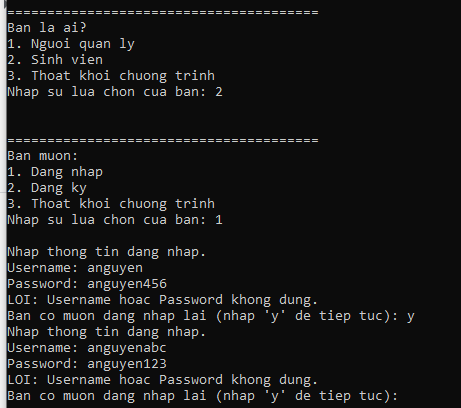 =======================================
Ban la ai?
1. Nguoi quan ly
2. Sinh vien
3. Thoat khoi chuong trinh
Nhap su lua chon cua ban: 2
=======================================
Ban muon:
1. Dang nhap
2. Dang ky
3. Thoat khoi chuong trinh
Nhap su lua chon cua ban: 1
Nhap thong tin dang nhap.
Username: anguyen
Password: anguyen456
LOI: Username hoac Password khong dung.
Ban co muon dang nhap lai (nhap 'y' de tiep tuc): y
Nhap thong tin dang nhap.
Username: anguyenabc
Password: anguyen123
LOI: Username hoac Password khong dung.
Ban co muon dang nhap lai (nhap 'y' de tiep tuc):